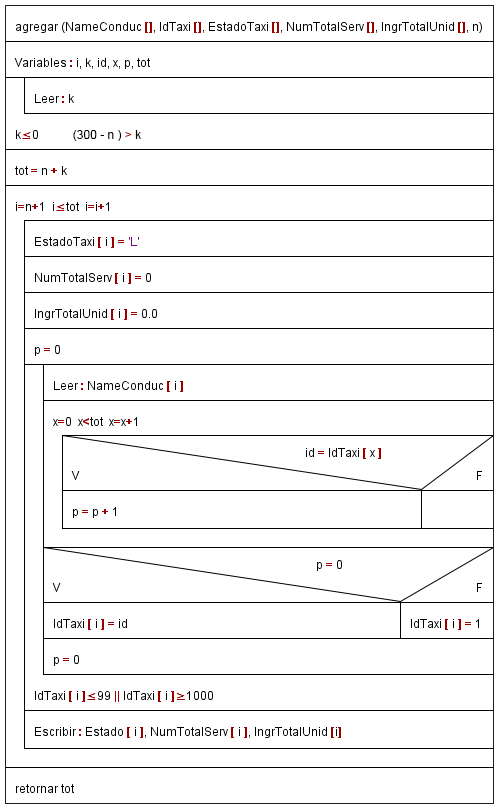 agregar (NameConduc [], IdTaxi [], EstadoTaxi [], NumTotalServ [], IngrTotalUnid [], n)
Variables : i, k, id, x, p, tot
Leer : k
k≤0 (300 - n ) > k
tot = n + k
i=n+1 i≤tot i=i+1
EstadoTaxi [ i ] = 'L'
NumTotalServ [ i ] = 0
IngrTotalUnid [ i ] = 0.0
p = 0
Leer : NameConduc [ i ]
x=0 x<tot x=x+1
id = IdTaxi [ x ]
V F
p = p + 1
p = 0
V F
IdTaxi [ i ] = id IdTaxi [ i ] = 1
p = 0
IdTaxi [ i ] ≤99 || IdTaxi [ i ] ≥1000
Escribir : Estado [ i ], NumTotalServ [ i ], IngrTotalUnid [i]
retornar tot